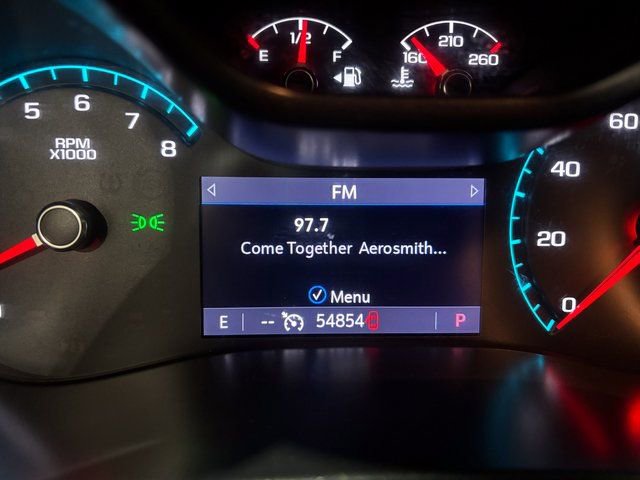 1/2
E F
160 210 260
5 6 7 8
RPM
X1000
60
40
20
0
FM
97.7
Come Together Aerosmith...
Menu
E -- 54854 P